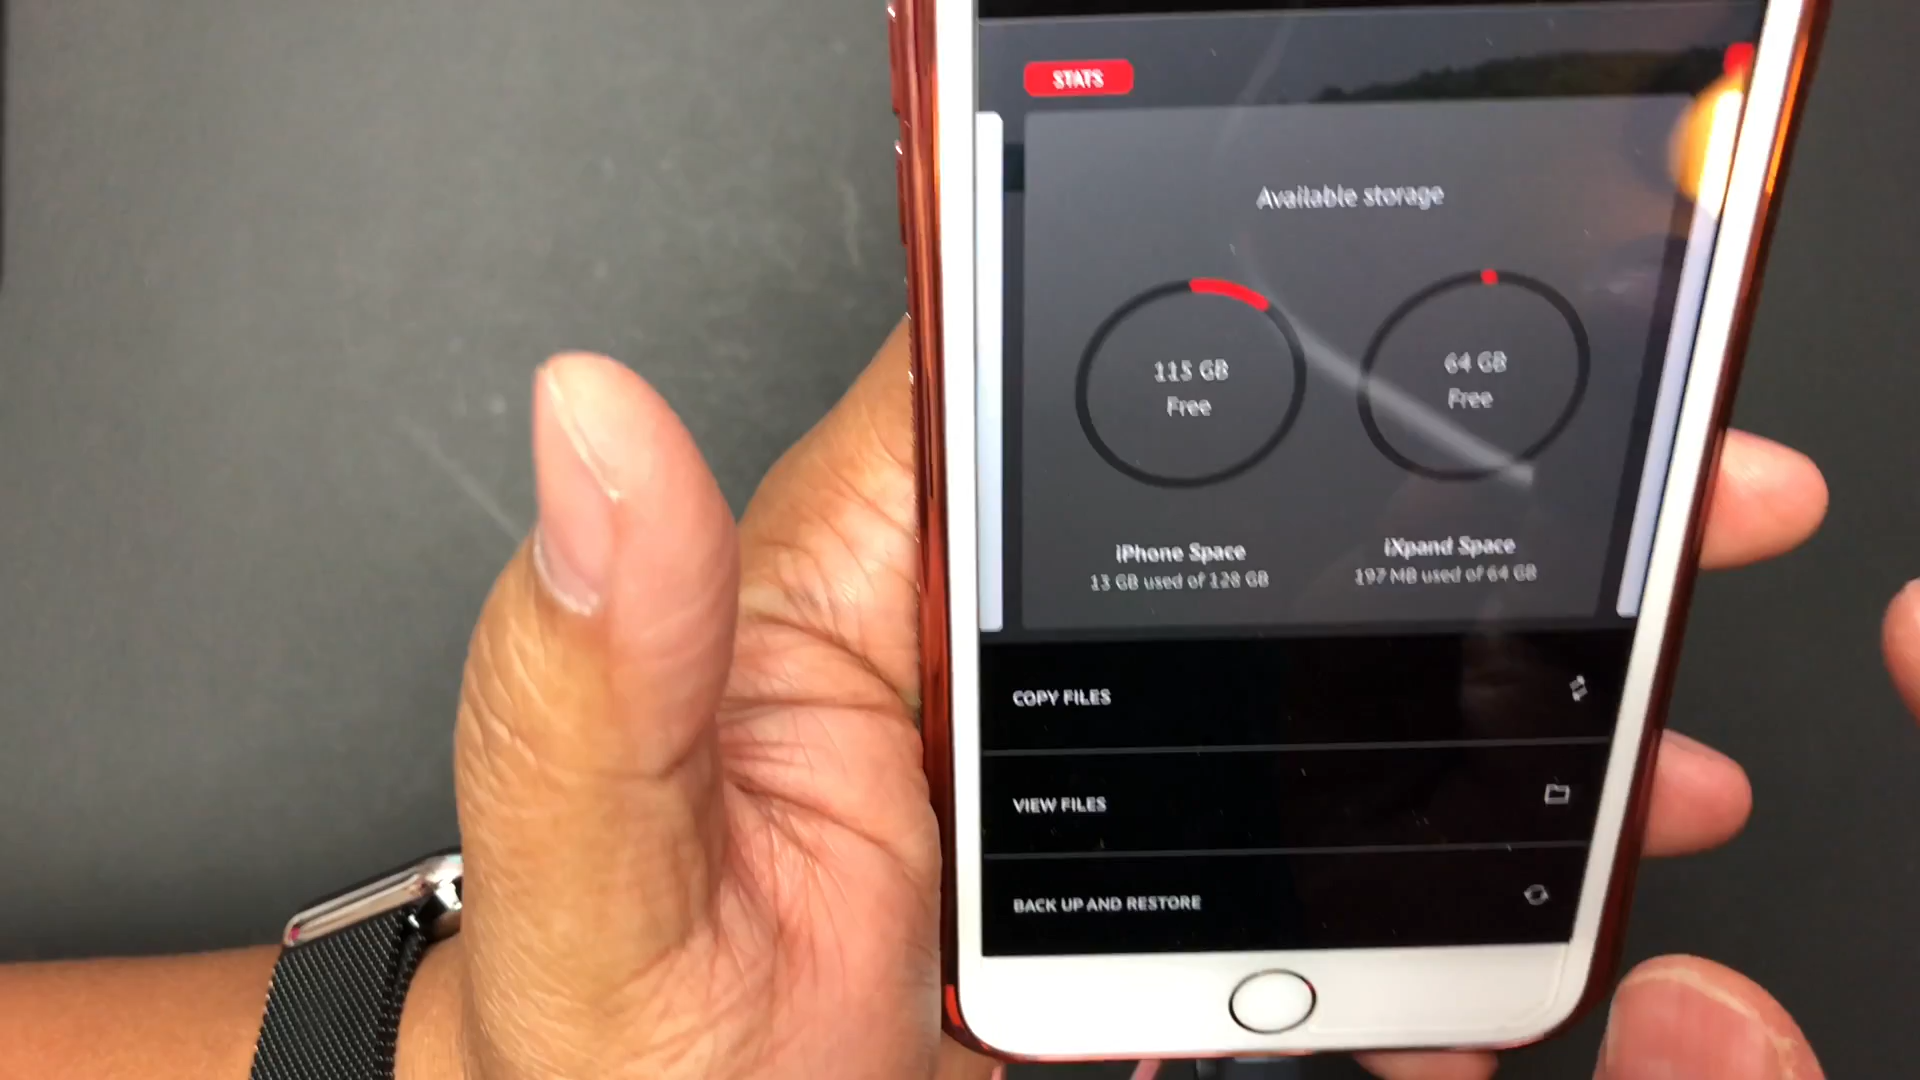 STATS
Available storage
115 GB
Free
64 GB
Free
iPhone Space
13 GB used of 128 GB
iXpand Space
197 MB used of 64 GB
COPY FILES
VIEW FILES
BACK UP AND RESTORE